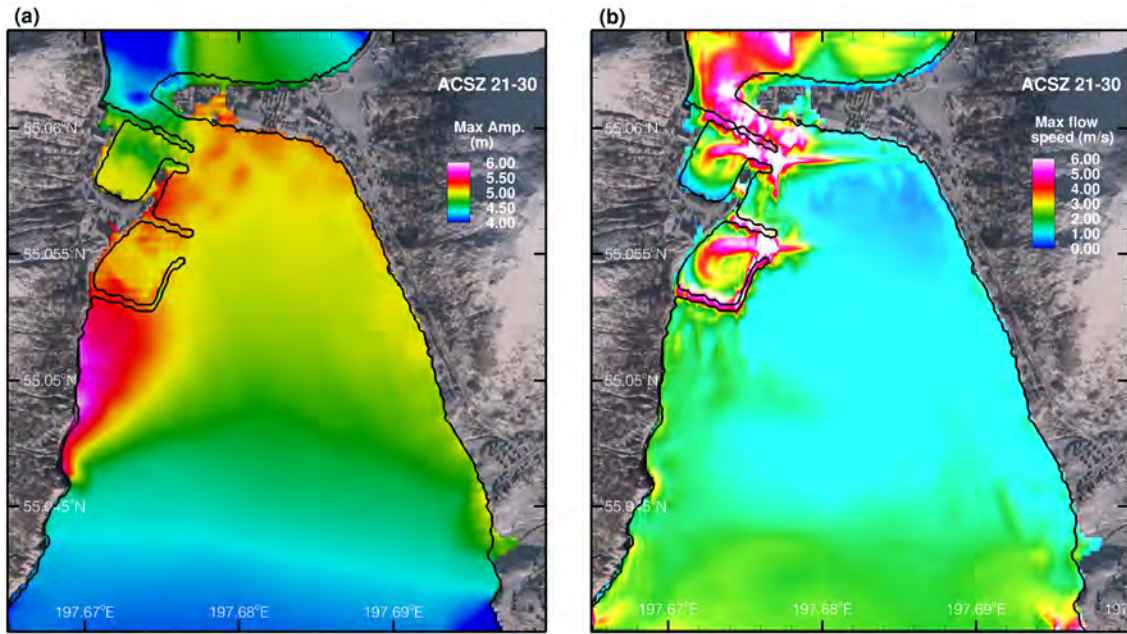 (a)
ACSZ 21-30
55.06°N
Max Amp.
(m)
6.00
5.50
5.00
4.50
4.00
55.055°N
55.05°N
55.045°N
197.67°E
197.68°E
197.69°E
(b)
ACSZ 21-30
55.06°N
Max flow
speed (m/s)
6.00
5.00
4.00
3.00
2.00
1.00
0.00
55.055°N
55.05°N
55.045°N
197.67°E
197.68°E
197.69°E
197.